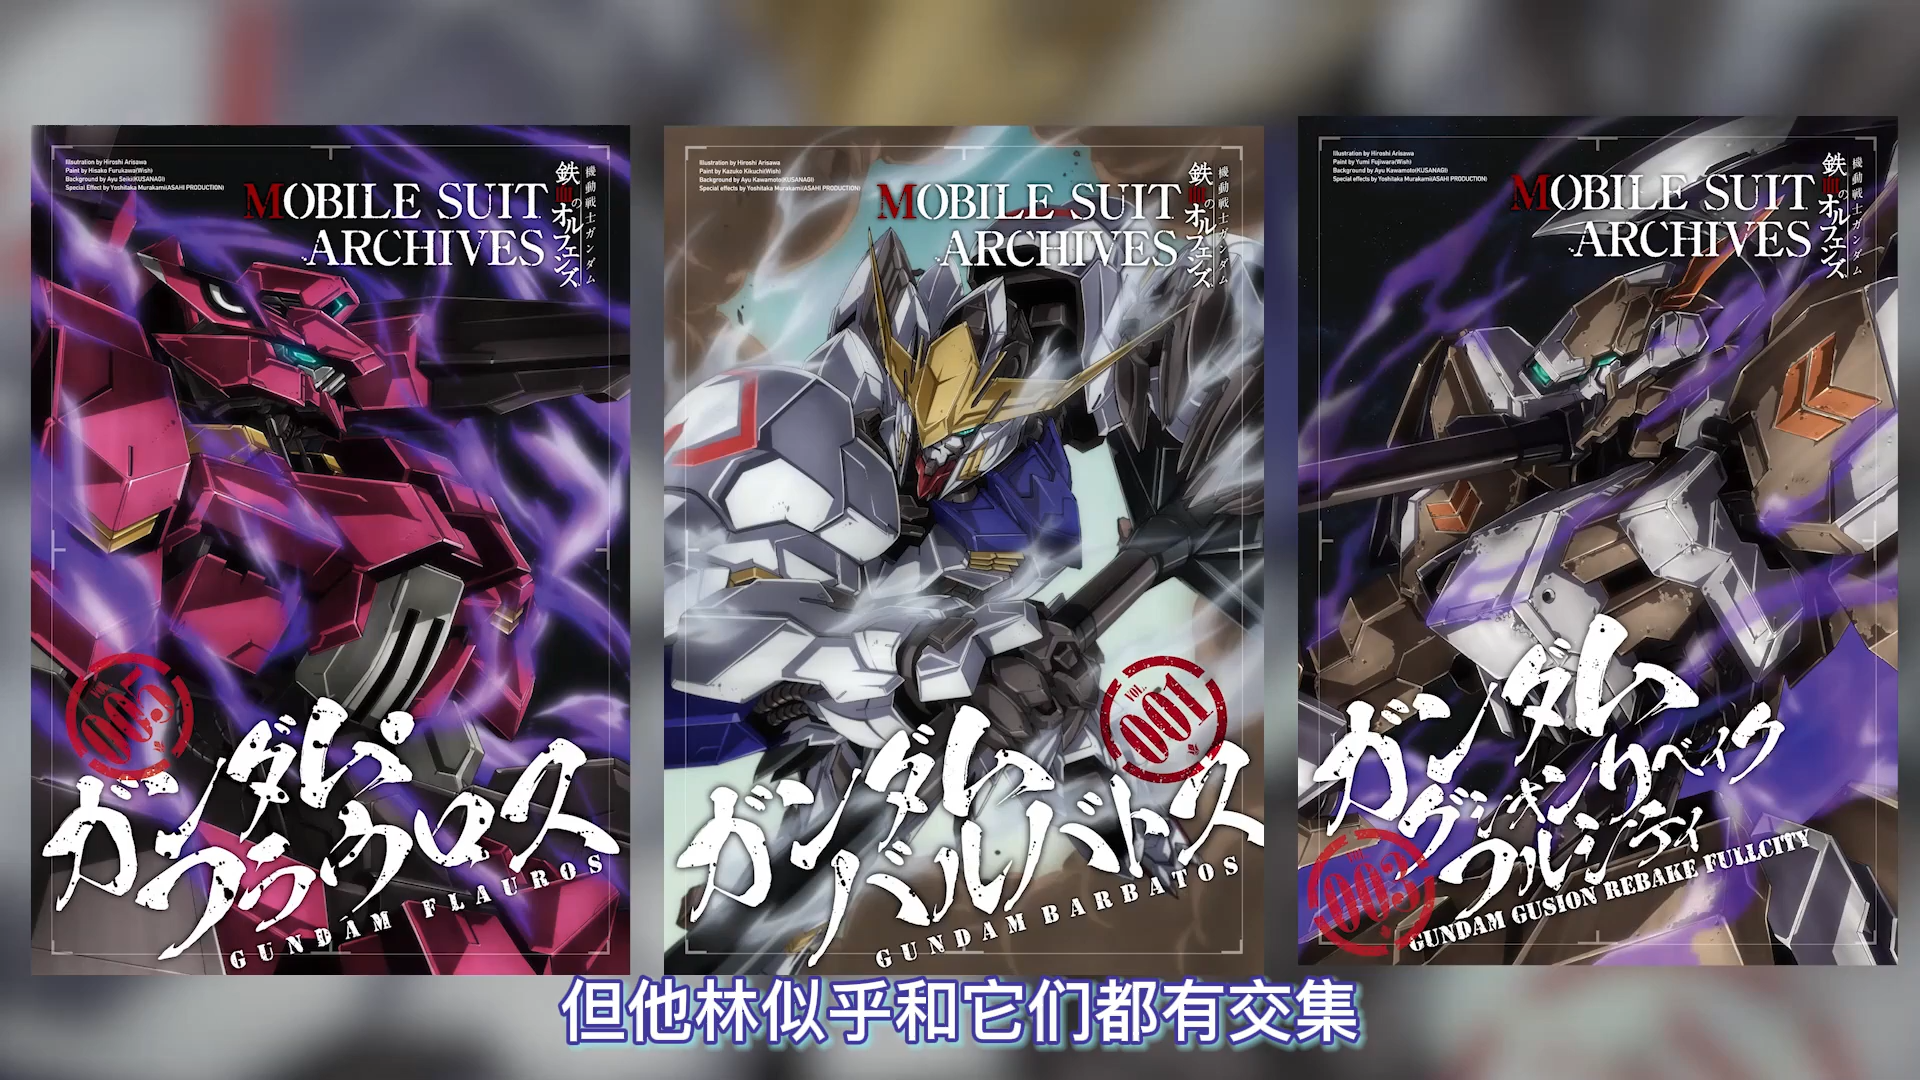 Illsutration by Hiroshi Arisawa
Paint by Hisako Furukawa(Wish)
Background by Ayu Seiki(KUSANAGI)
Special Effect by Yoshitaka Murakami(ASAHI PRODUCTION)
MOBILE SUIT
ARCHIVES
鉄血のオルフェンズ
機動戦士ガンダム
005
ガンダム
フラウロス
GUNDAM FLAUROS
Illustration by Hiroshi Arisawa
Paint by Kazuko Kikuchi(Wish)
Background by Ayu Kawamoto(KUSANAGI)
Special effects by Yoshitaka Murakami(ASAHI PRODUCTION)
MOBILE SUIT
ARCHIVES
鉄血のオルフェンズ
機動戦士ガンダム
VOL.
001
ガンダム
バルバトス
GUNDAM BARBATOS
Illustration by Hiroshi Arisawa
Paint by Yumi Fujiwara(Wish)
Background by Ayu Kawamoto(KUSANAGI)
Special effects by Yoshitaka Murakami(ASAHI PRODUCTION)
MOBILE SUIT
ARCHIVES
鉄血のオルフェンズ
機動戦士ガンダム
ガンダム
グシオンリベイク
フルシティ
003
GUNDAM GUSION REBAKE FULLCITY
但他林似乎和它们都有交集